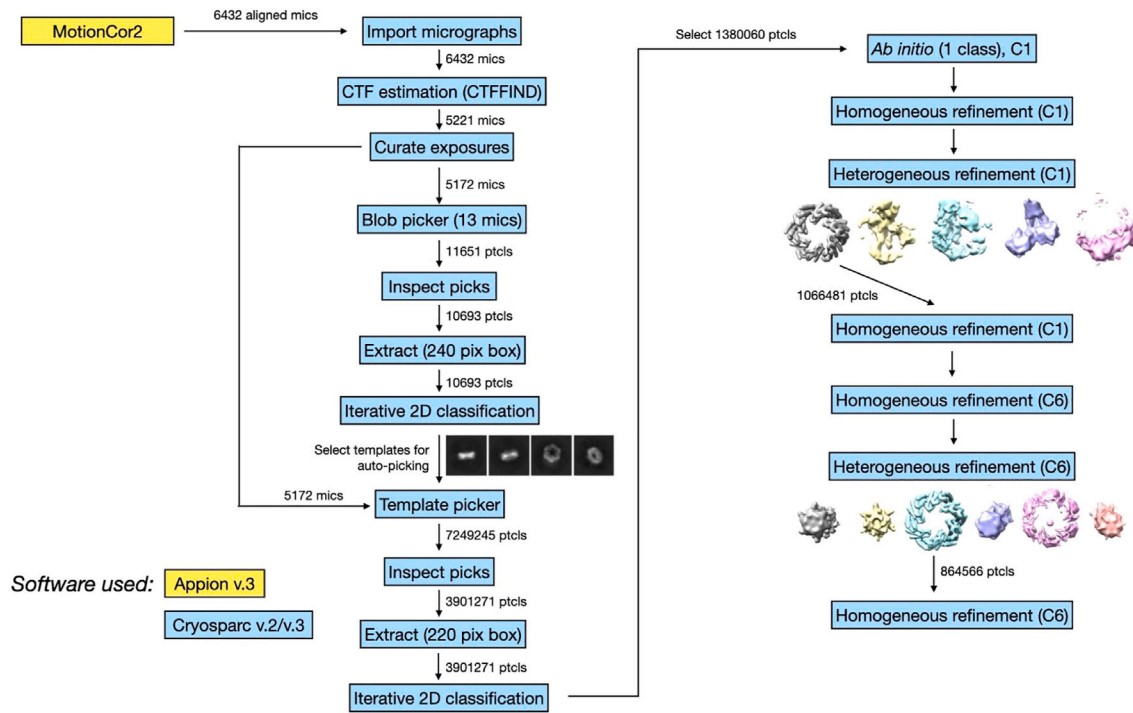 MotionCor2
6432 aligned mics
Import micrographs
6432 mics
CTF estimation (CTFFIND)
5221 mics
Curate exposures
5172 mics
Blob picker (13 mics)
11651 ptcls
Inspect picks
10693 ptcls
Extract (240 pix box)
10693 ptcls
Iterative 2D classification
Select templates for
auto-picking
5172 mics
Template picker
7249245 ptcls
Inspect picks
3901271 ptcls
Extract (220 pix box)
3901271 ptcls
Iterative 2D classification
Software used:
Appion v.3
Cryosparc v.2/v.3
Select 1380060 ptcls
Ab initio (1 class), C1
Homogeneous refinement (C1)
Heterogeneous refinement (C1)
1066481 ptcls
Homogeneous refinement (C1)
Homogeneous refinement (C6)
Heterogeneous refinement (C6)
864566 ptcls
Homogeneous refinement (C6)